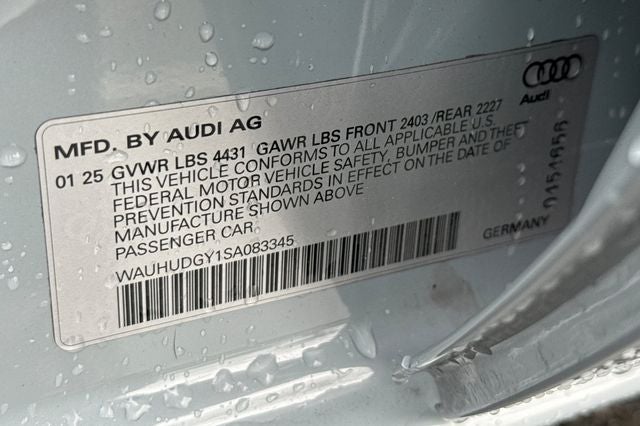 Audi
MFD. BY AUDI AG
01 25 GVWR LBS 4431 GAWR LBS FRONT 2403 /REAR 2227
THIS VEHICLE CONFORMS TO ALL APPLICABLE U.S.
FEDERAL MOTOR VEHICLE SAFETY, BUMPER AND THEFT
PREVENTION STANDARDS IN EFFECT ON THE DATE OF
MANUFACTURE SHOWN ABOVE
PASSENGER CAR
WAUHUDGY1SA083345
GERMANY